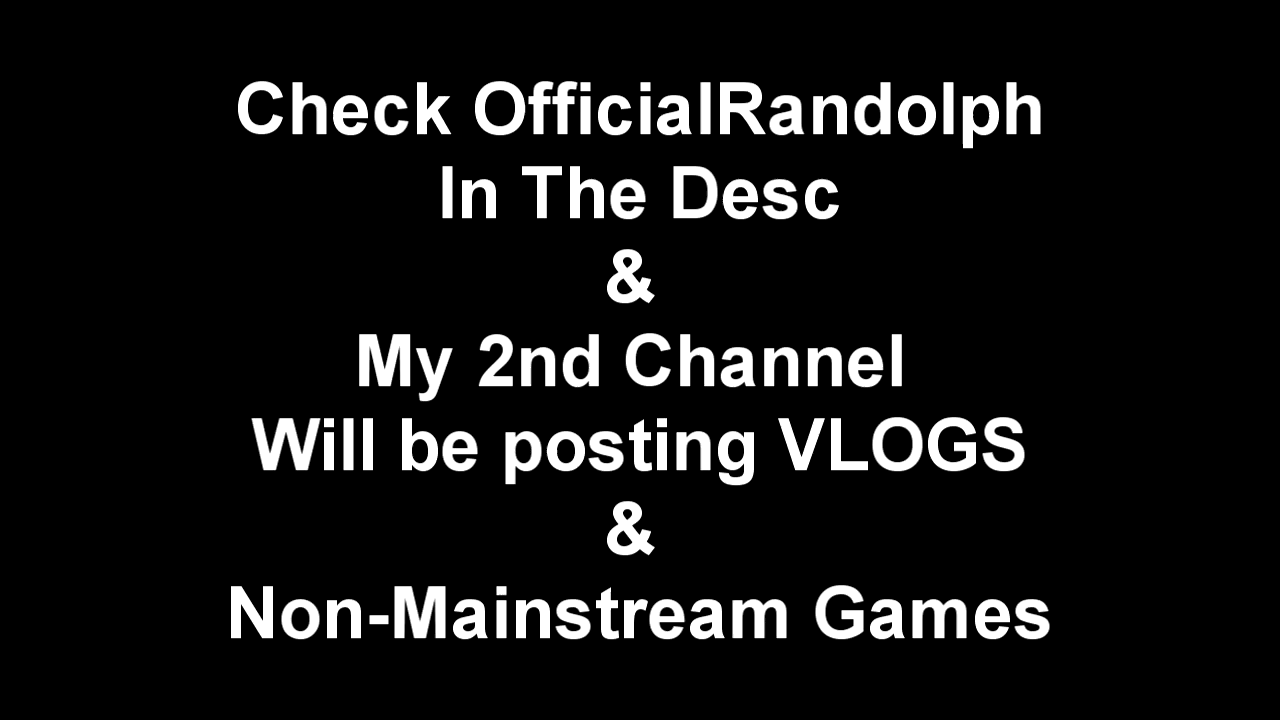 Check OfficialRandolph
In The Desc
&
My 2nd Channel
Will be posting VLOGS
&
Non-Mainstream Games